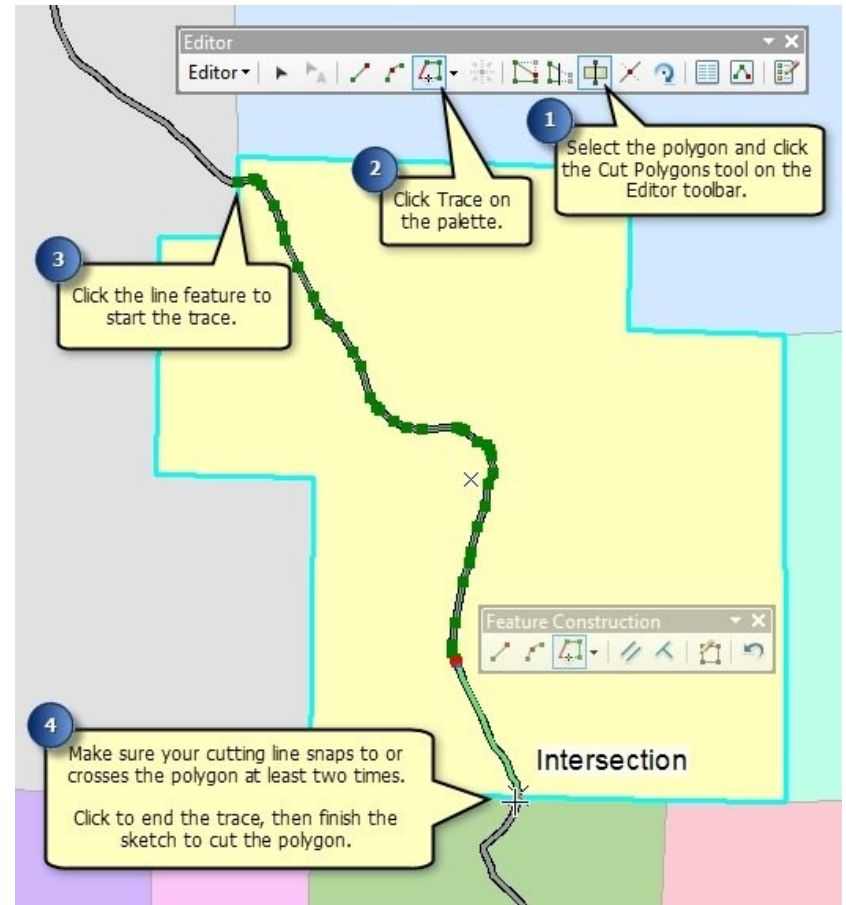 Editor
Editor
1
Select the polygon and click
the Cut Polygons tool on the
Editor toolbar.
2
Click Trace on
the palette.
3
Click the line feature to
start the trace.
Feature Construction
4
Make sure your cutting line snaps to or
crosses the polygon at least two times.
Click to end the trace, then finish the
sketch to cut the polygon.
Intersection